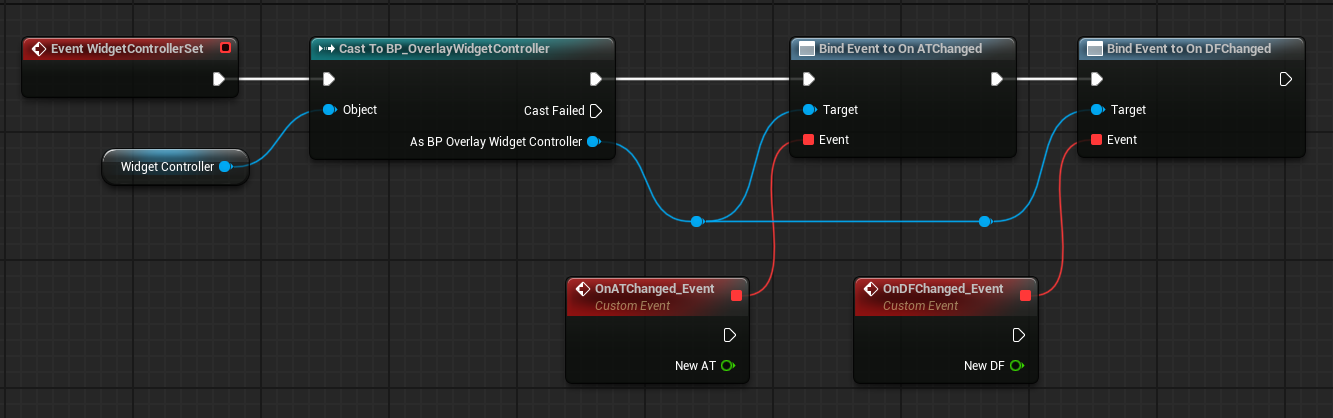 Event WidgetControllerSet
Cast To BP_OverlayWidgetController
Bind Event to On ATChanged
Bind Event to On DFChanged
Object
Target
Target
Cast Failed
As BP Overlay Widget Controller
Event
Event
Widget Controller
OnATChanged_Event
Custom Event
OnDFChanged_Event
Custom Event
New AT
New DF